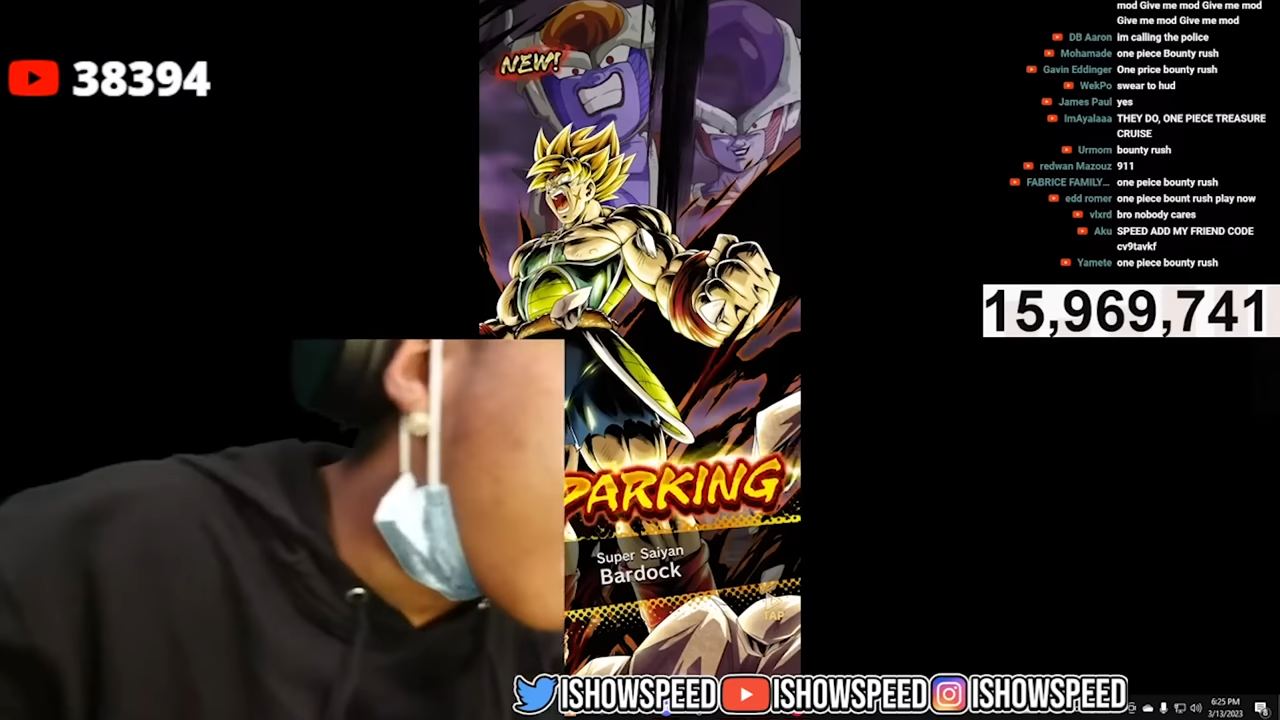 38394
NEW!
PARKING
Super Saiyan
Bardock
TAP
mod Give me mod Give me mod
Give me mod Give me mod
DB Aaron im calling the police
Mohamade one piece Bounty rush
Gavin Eddinger One price bounty rush
WekPo swear to hud
James Paul yes
ImAyalaaa THEY DO, ONE PIECE TREASURE
CRUISE
Urmom bounty rush
redwan Mazouz 911
FABRICE FAMILY... one peice bounty rush
edd romer one piece bount rush play now
vlxrd bro nobody cares
Aku SPEED ADD MY FRIEND CODE
cv9tavkf
Yamete one piece bounty rush
15,969,741
ISHOWSPEED ISHOWSPEED ISHOWSPEED
6:25 PM
3/13/2023